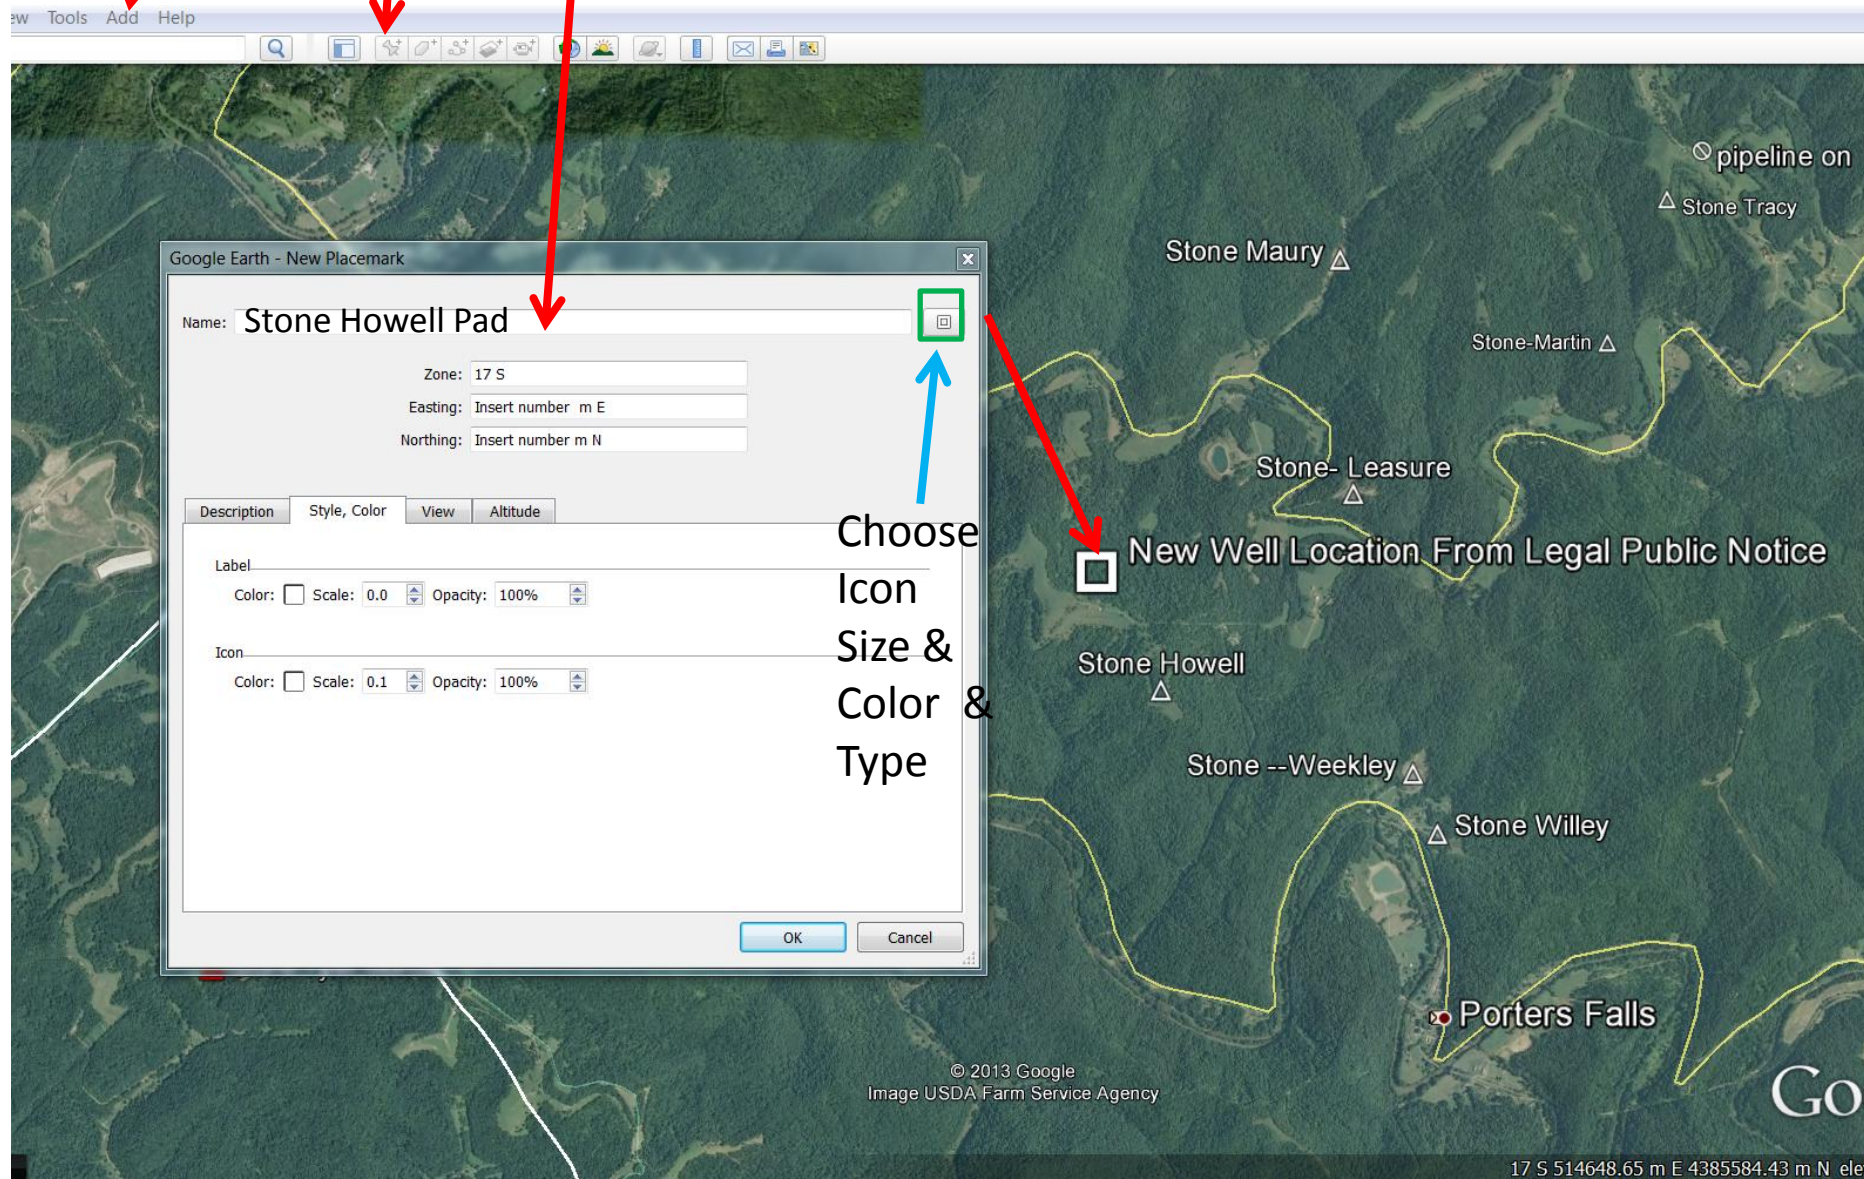 Tools Add Help
pipeline on
Stone Tracy
Stone Maury
Stone-Martin
Google Earth - New Placemark
Name: Stone Howell Pad
Zone: 17 S
Easting: Insert number m E
Northing: Insert number m N
Description Style, Color View Altitude
Label
Color: Scale: 0.0 Opacity: 100%
Icon
Color: Scale: 0.1 Opacity: 100%
OK Cancel
Choose
Icon
Size &
Color &
Type
Stone- Leasure
New Well Location From Legal Public Notice
Stone Howell
Stone --Weekley
Stone Willey
Porters Falls
© 2013 Google
Image USDA Farm Service Agency
Go
17 S 514648.65 m E 4385584.43 m N ele